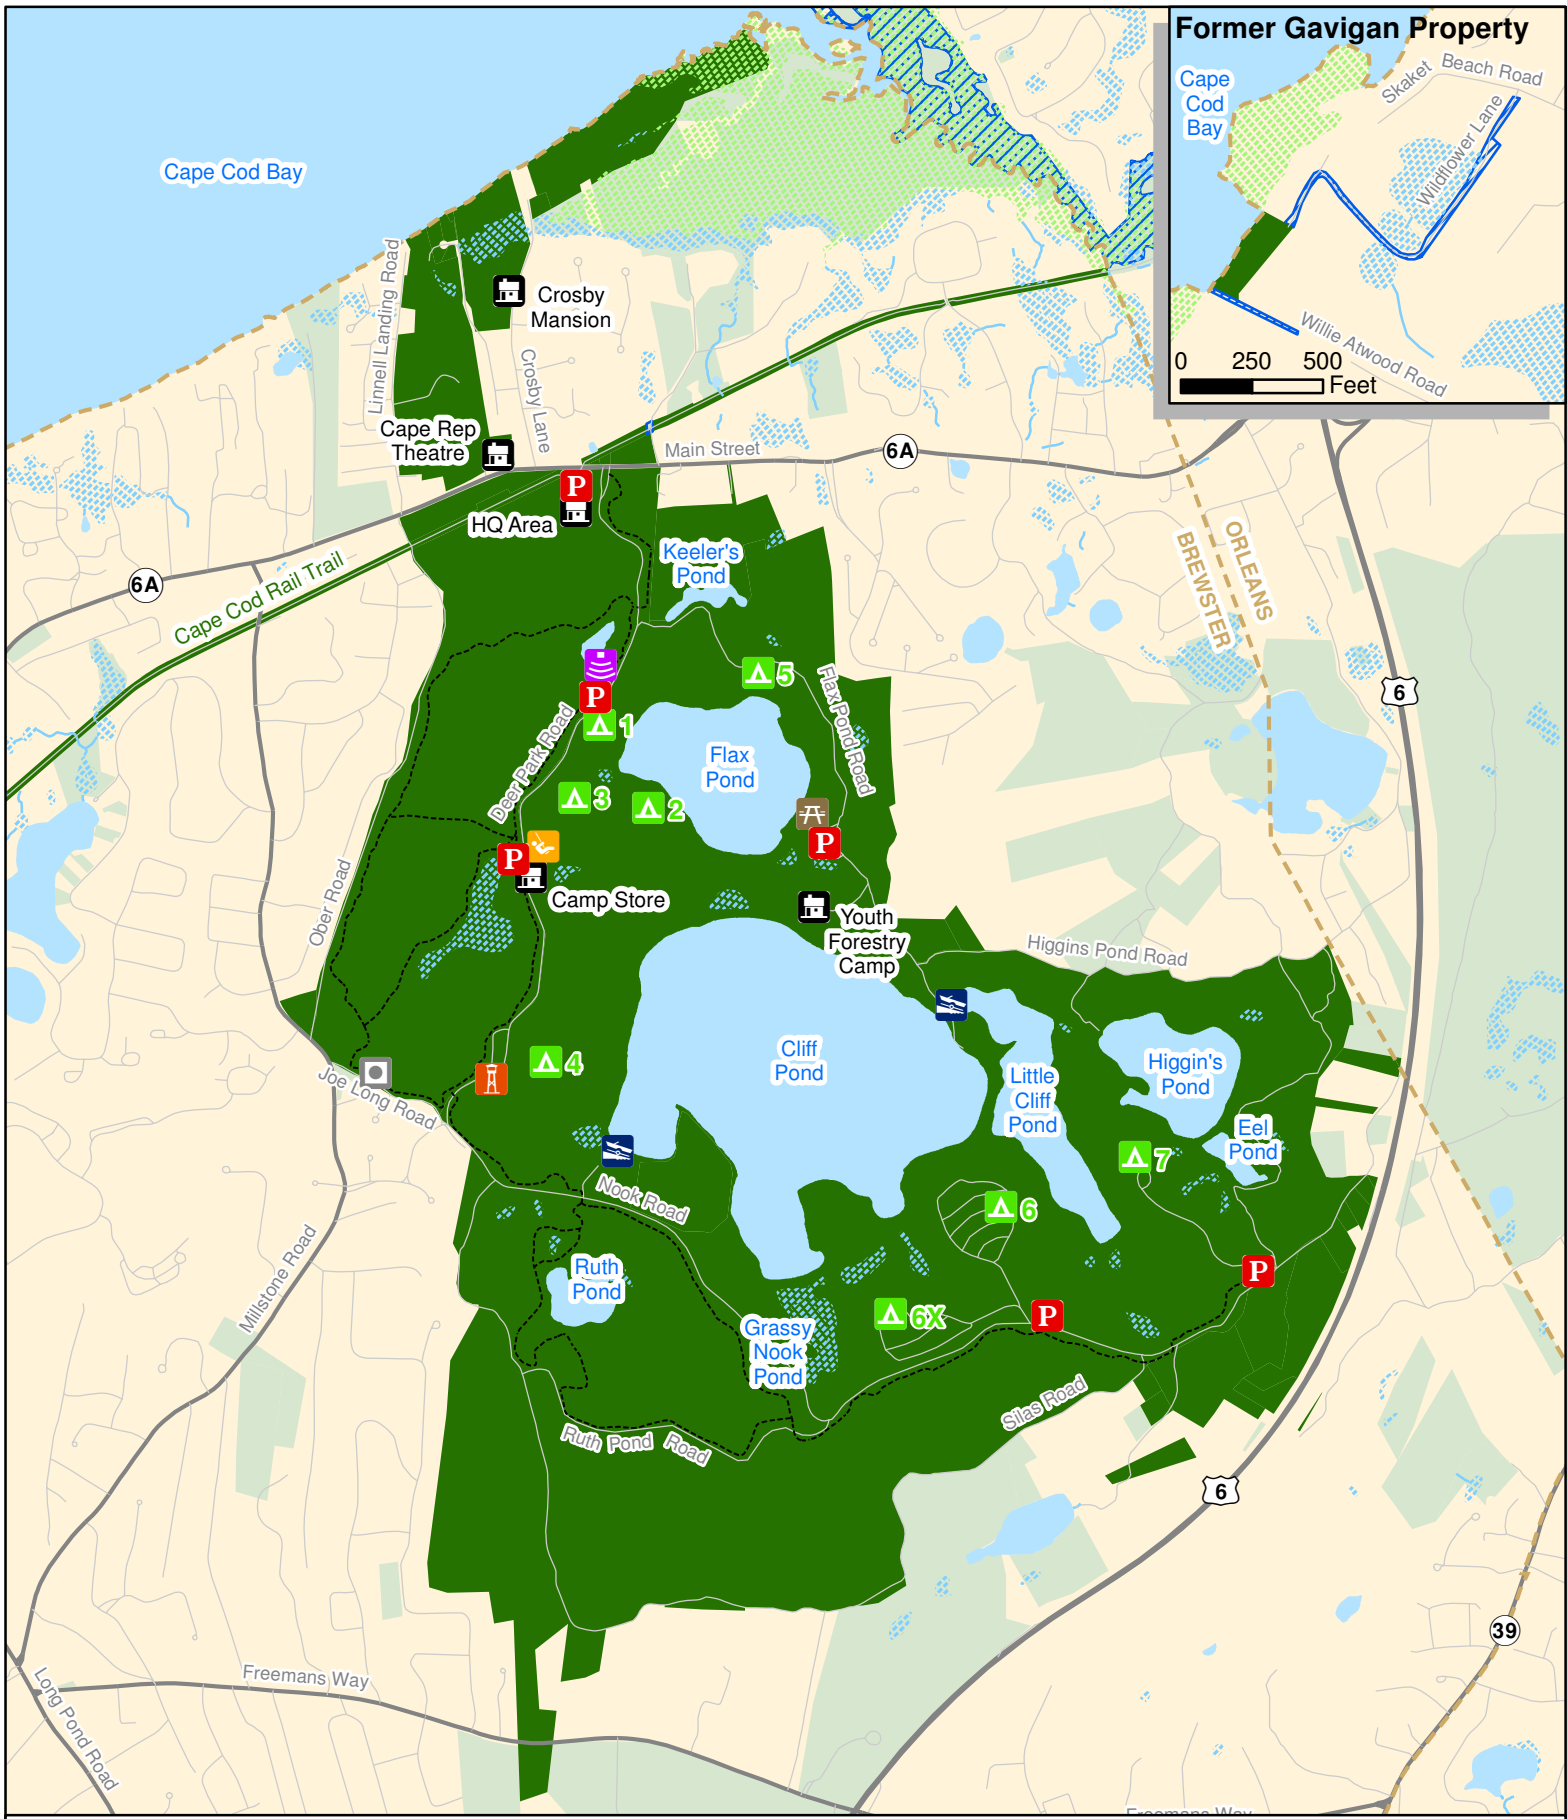 Former Gavigan Property
Cape
Cod
Bay
Skaket Beach Road
Wildflower Lane
Willie Atwood Road
0 250 500
Feet
Cape Cod Bay
Linnell Landing Road
Crosby
Mansion
Crosby Lane
Cape Rep
Theatre
Main Street
6A
P
HQ Area
Keeler's
Pond
6A
Cape Cod Rail Trail
BREWSTER
ORLEANS
5
Flax Pond Road
6
P
1
Deer Park Road
Flax
Pond
3
2
P
P
Camp Store
Ober Road
Youth
Forestry
Camp
Higgins Pond Road
Cliff
Pond
4
Little
Cliff
Pond
Higgin's
Pond
Eel
Pond
Joe Long Road
7
Nook Road
6
Millstone Road
Ruth
Pond
P
P
6X
Grassy
Nook
Pond
Silas Road
Ruth Pond Road
6
39
Freemans Way
Long Pond Road
Freemans Way